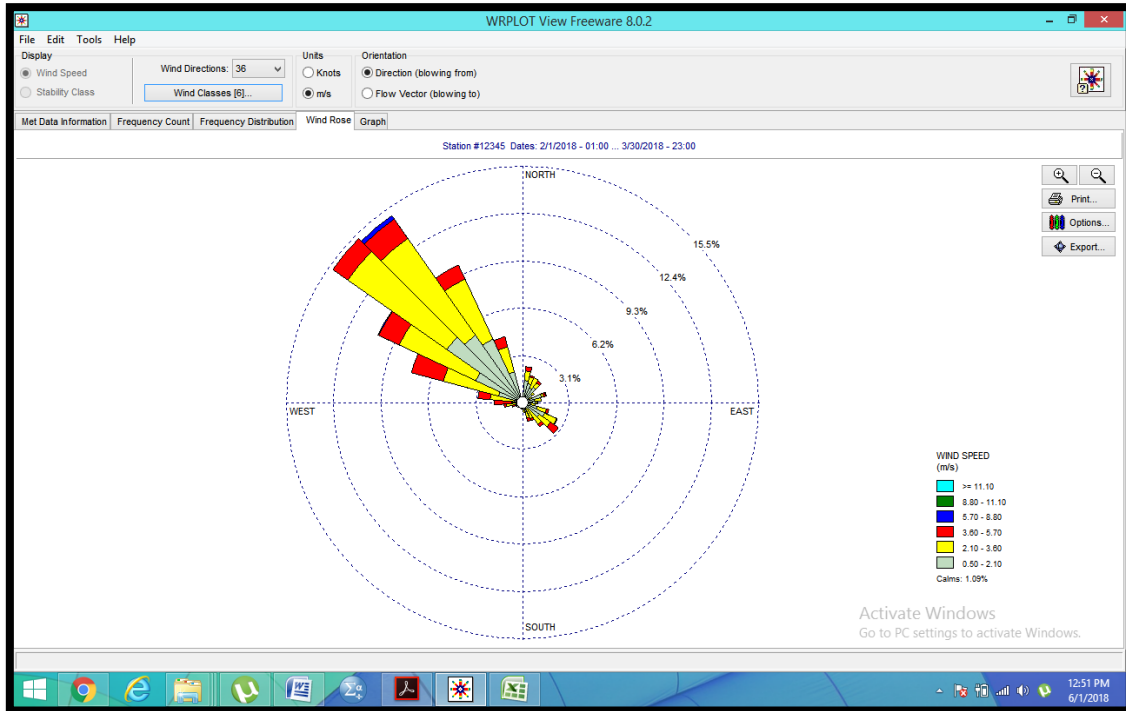 WRPLOT View Freeware 8.0.2
File Edit Tools Help
Display
Wind Speed
Stability Class
Wind Directions: 36
Wind Classes [6]...
Units
Knots
m/s
Orientation
Direction (blowing from)
Flow Vector (blowing to)
Met Data Information Frequency Count Frequency Distribution Wind Rose Graph
Station #12345 Dates: 2/1/2018 - 01:00 ... 3/30/2018 - 23:00
Print...
Options...
Export...
NORTH
15.5%
12.4%
9.3%
6.2%
3.1%
WEST
EAST
SOUTH
WIND SPEED
(m/s)
>= 11.10
8.80 - 11.10
5.70 - 8.80
3.60 - 5.70
2.10 - 3.60
0.50 - 2.10
Calms: 1.09%
Activate Windows
Go to PC settings to activate Windows.
12:51 PM
6/1/2018